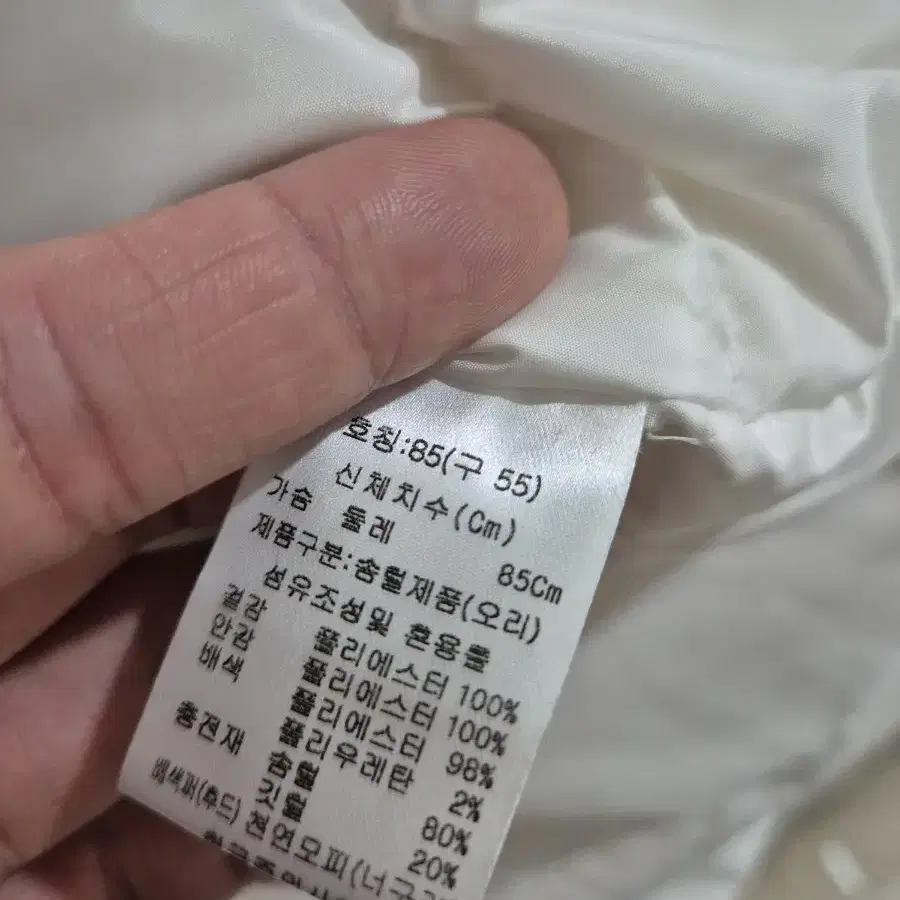 호칭:85(구 55)
신체치수(Cm)
가슴 둘레 85Cm
제품구분:솜털제품(오리)
섬유조성및 혼용률
겉감 폴리에스터 100%
안감 폴리에스터 100%
배색 폴리에스터 98%
폴리우레탄 2%
충전재 솜털 80%
깃털 20%
배색퍼(후드) 천연모피(너구리